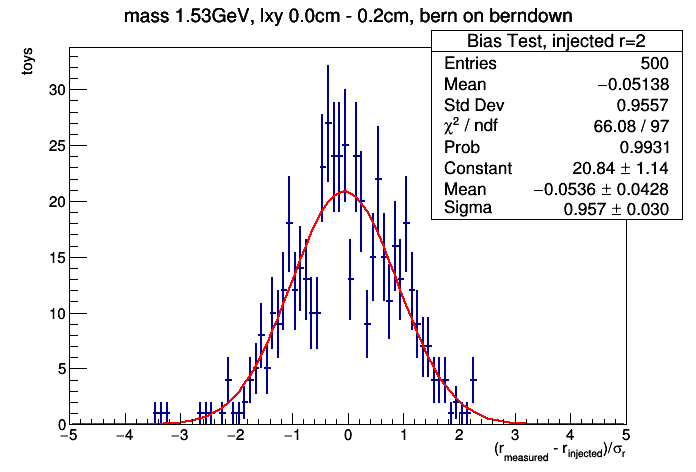 mass 1.53GeV, lxy 0.0cm - 0.2cm, bern on berndown
Bias Test, injected r=2
Entries 500
Mean −0.05138
Std Dev 0.9557
χ² / ndf 66.08 / 97
Prob 0.9931
Constant 20.84 ± 1.14
Mean −0.0536 ± 0.0428
Sigma 0.957 ± 0.030
toys
30
25
20
15
10
5
0
−5 −4 −3 −2 −1 0 1 2 3 4 5
(r_measured - r_injected)/σ_r